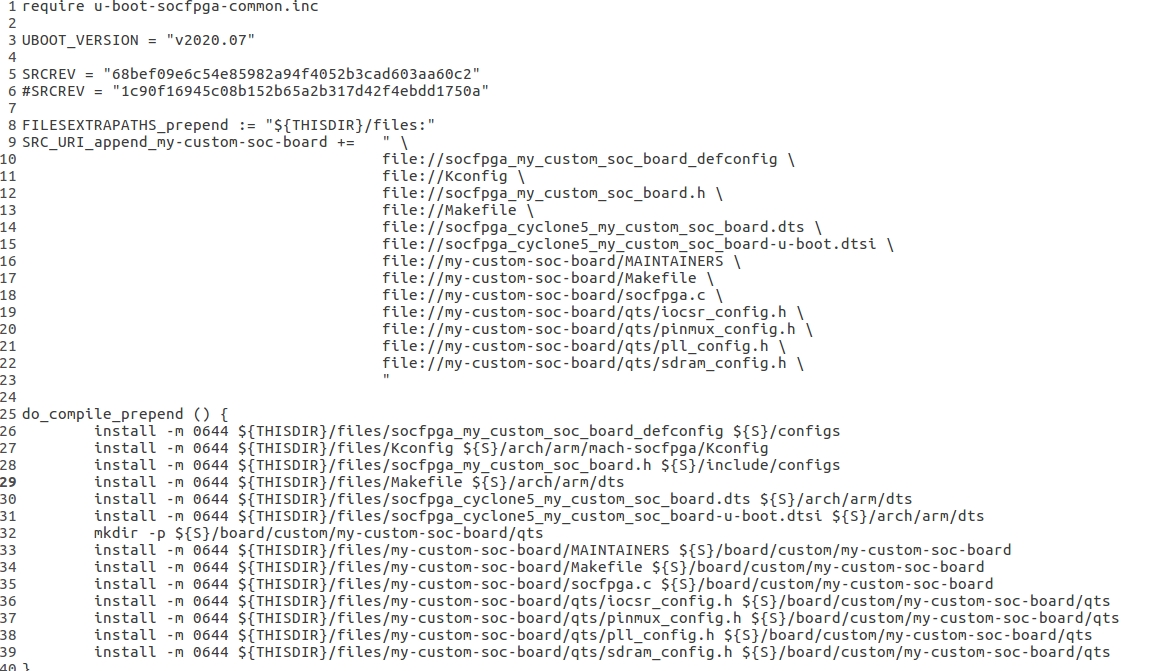 1 require u-boot-socfpga-common.inc
2
3 UBOOT_VERSION = "v2020.07"
4
5 SRCREV = "68bef09e6c54e85982a94f4052b3cad603aa60c2"
6 #SRCREV = "1c90f16945c08b152b65a2b317d42f4ebdd1750a"
7
8 FILESEXTRAPATHS_prepend := "${THISDIR}/files:"
9 SRC_URI_append_my-custom-soc-board += " \
10 file://socfpga_my_custom_soc_board_defconfig \
11 file://Kconfig \
12 file://socfpga_my_custom_soc_board.h \
13 file://Makefile \
14 file://socfpga_cyclone5_my_custom_soc_board.dts \
15 file://socfpga_cyclone5_my_custom_soc_board-u-boot.dtsi \
16 file://my-custom-soc-board/MAINTAINERS \
17 file://my-custom-soc-board/Makefile \
18 file://my-custom-soc-board/socfpga.c \
19 file://my-custom-soc-board/qts/iocsr_config.h \
20 file://my-custom-soc-board/qts/pinmux_config.h \
21 file://my-custom-soc-board/qts/pll_config.h \
22 file://my-custom-soc-board/qts/sdram_config.h \
23 "
24
25 do_compile_prepend () {
26 install -m 0644 ${THISDIR}/files/socfpga_my_custom_soc_board_defconfig ${S}/configs
27 install -m 0644 ${THISDIR}/files/Kconfig ${S}/arch/arm/mach-socfpga/Kconfig
28 install -m 0644 ${THISDIR}/files/socfpga_my_custom_soc_board.h ${S}/include/configs
29 install -m 0644 ${THISDIR}/files/Makefile ${S}/arch/arm/dts
30 install -m 0644 ${THISDIR}/files/socfpga_cyclone5_my_custom_soc_board.dts ${S}/arch/arm/dts
31 install -m 0644 ${THISDIR}/files/socfpga_cyclone5_my_custom_soc_board-u-boot.dtsi ${S}/arch/arm/dts
32 mkdir -p ${S}/board/custom/my-custom-soc-board/qts
33 install -m 0644 ${THISDIR}/files/my-custom-soc-board/MAINTAINERS ${S}/board/custom/my-custom-soc-board
34 install -m 0644 ${THISDIR}/files/my-custom-soc-board/Makefile ${S}/board/custom/my-custom-soc-board
35 install -m 0644 ${THISDIR}/files/my-custom-soc-board/socfpga.c ${S}/board/custom/my-custom-soc-board
36 install -m 0644 ${THISDIR}/files/my-custom-soc-board/qts/iocsr_config.h ${S}/board/custom/my-custom-soc-board/qts
37 install -m 0644 ${THISDIR}/files/my-custom-soc-board/qts/pinmux_config.h ${S}/board/custom/my-custom-soc-board/qts
38 install -m 0644 ${THISDIR}/files/my-custom-soc-board/qts/pll_config.h ${S}/board/custom/my-custom-soc-board/qts
39 install -m 0644 ${THISDIR}/files/my-custom-soc-board/qts/sdram_config.h ${S}/board/custom/my-custom-soc-board/qts
40 }